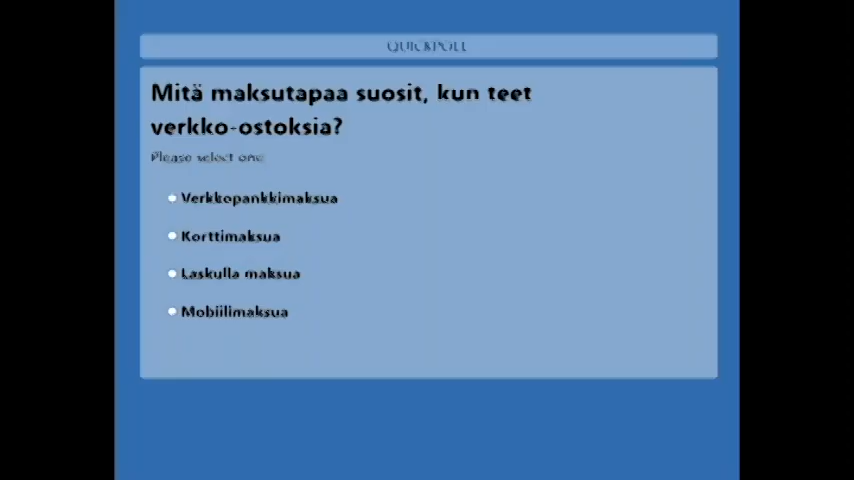 QUICKPOLL
Mitä maksutapaa suosit, kun teet
verkko-ostoksia?
Please select one
Verkkopankkimaksua
Korttimaksua
Laskulla maksua
Mobiilimaksua